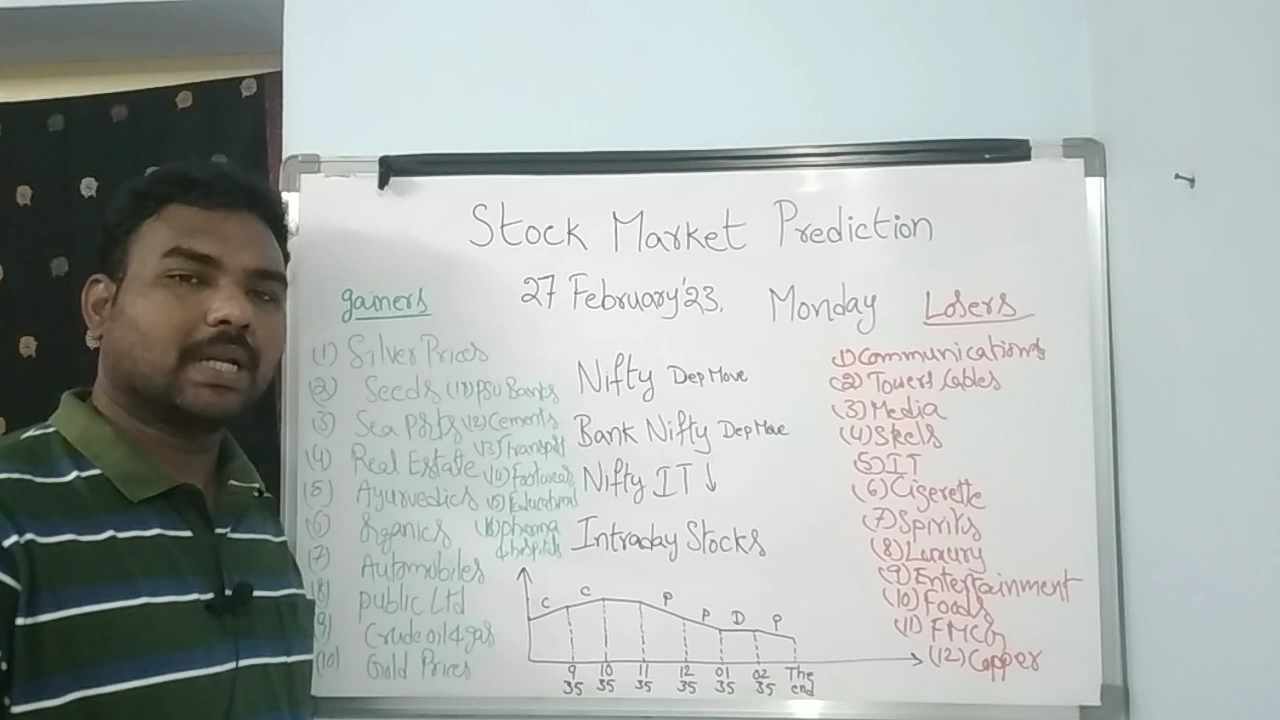 Stock Market Prediction
27 February'23. Monday
gainers
(1) Silver Prices
(2) Seeds
(3) Sea Ports
(4) Real Estate
(5) Ayurvedics
(6) Organics
(7) Automobiles
(8) public Ltd
(9) Crude oil & gas
(10) Gold Prices
(11) PSU Banks
(12) Cements
(13) Transport
(14) Footwears
(15) Educational
(16) pharma
& hospitals
Nifty Dep Move
Bank Nifty Dep Move
Nifty IT ↓
Intraday Stocks
C C P P D P
9 35
10 35
11 35
12 35
01 35
02 35
The end
Losers
(1) Communications
(2) Towers Cables
(3) Media
(5) IT
(6) Cigerette
(7) Spirits
(8) Luxury
(9) Entertainment
(10) Foods
(11) FMCG
(12) Copper